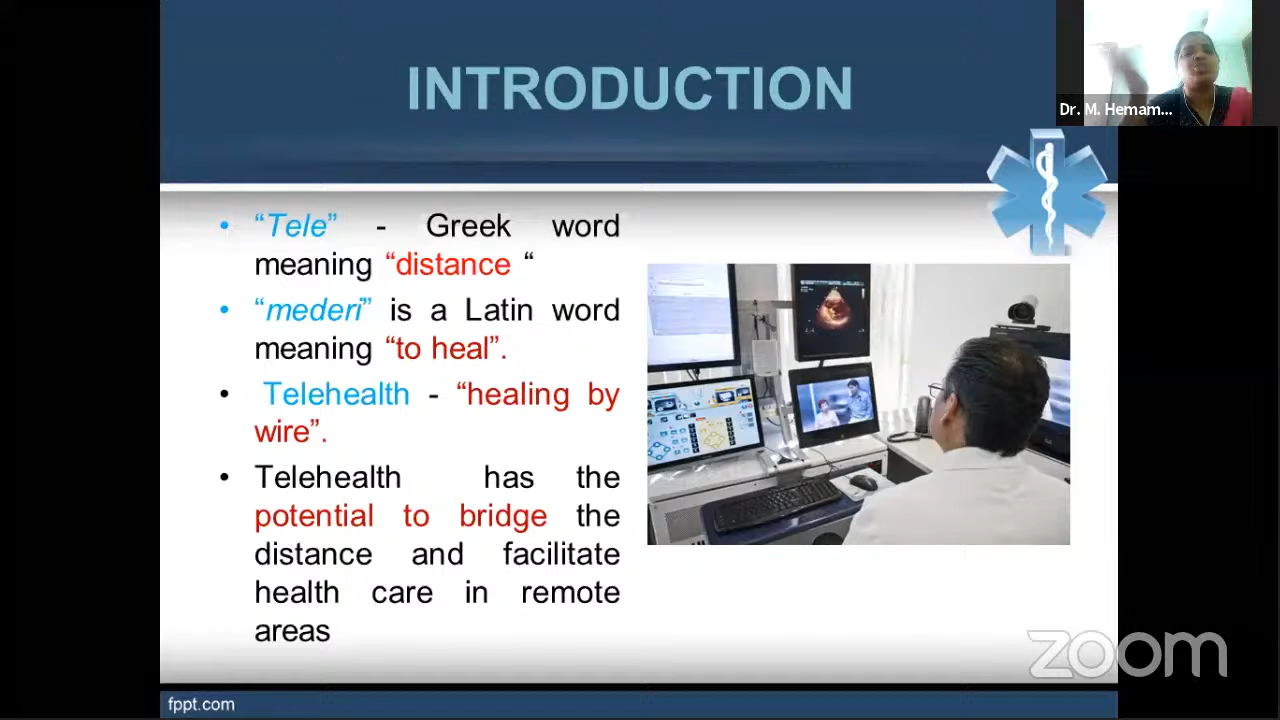 INTRODUCTION
Dr. M. Hemam...
• “Tele” - Greek word
meaning “distance “
• “mederi” is a Latin word
meaning “to heal”.
• Telehealth - “healing by
wire”.
• Telehealth has the
potential to bridge the
distance and facilitate
health care in remote
areas
zoom
fppt.com